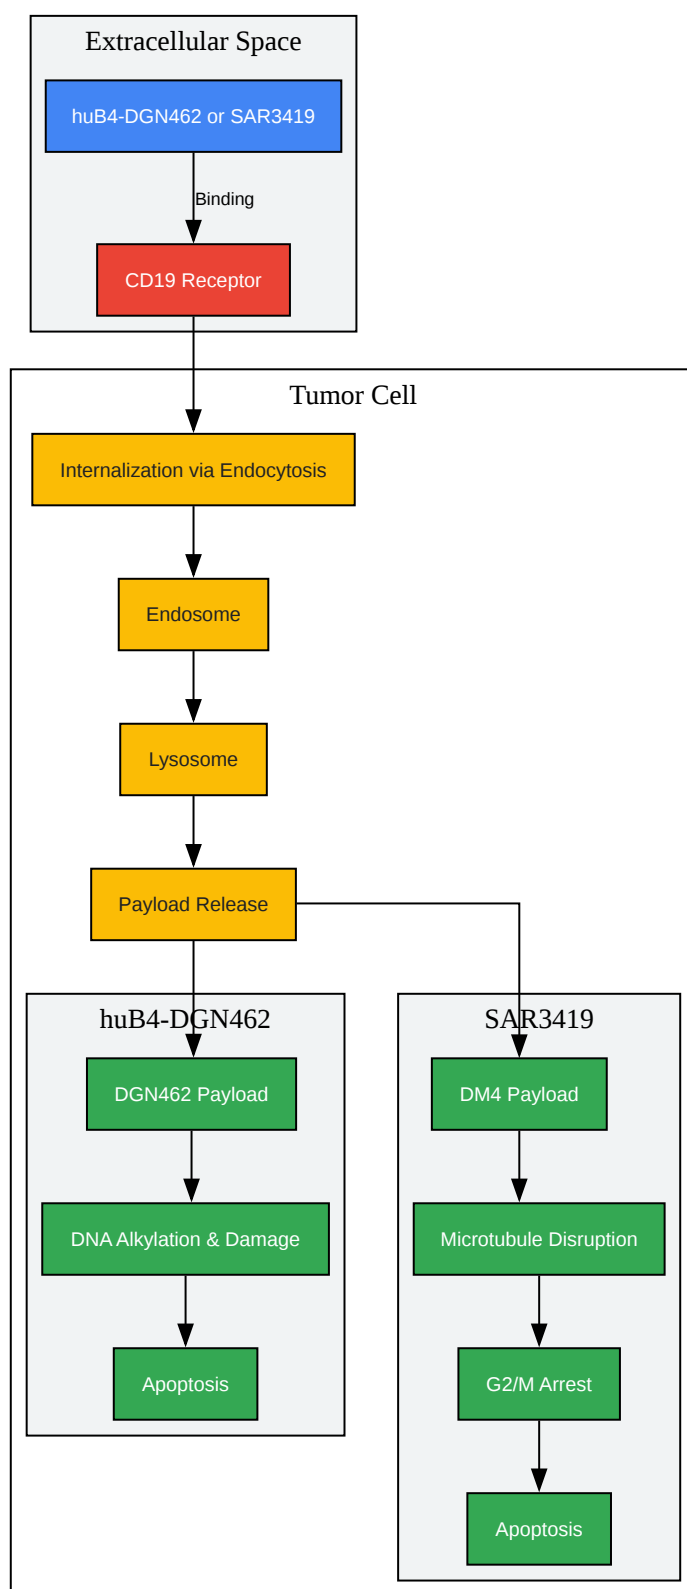 Extracellular Space
huB4-DGN462 or SAR3419
Binding
CD19 Receptor
Tumor Cell
Internalization via Endocytosis
Endosome
Lysosome
Payload Release
huB4-DGN462
DGN462 Payload
DNA Alkylation & Damage
Apoptosis
SAR3419
DM4 Payload
Microtubule Disruption
G2/M Arrest
Apoptosis